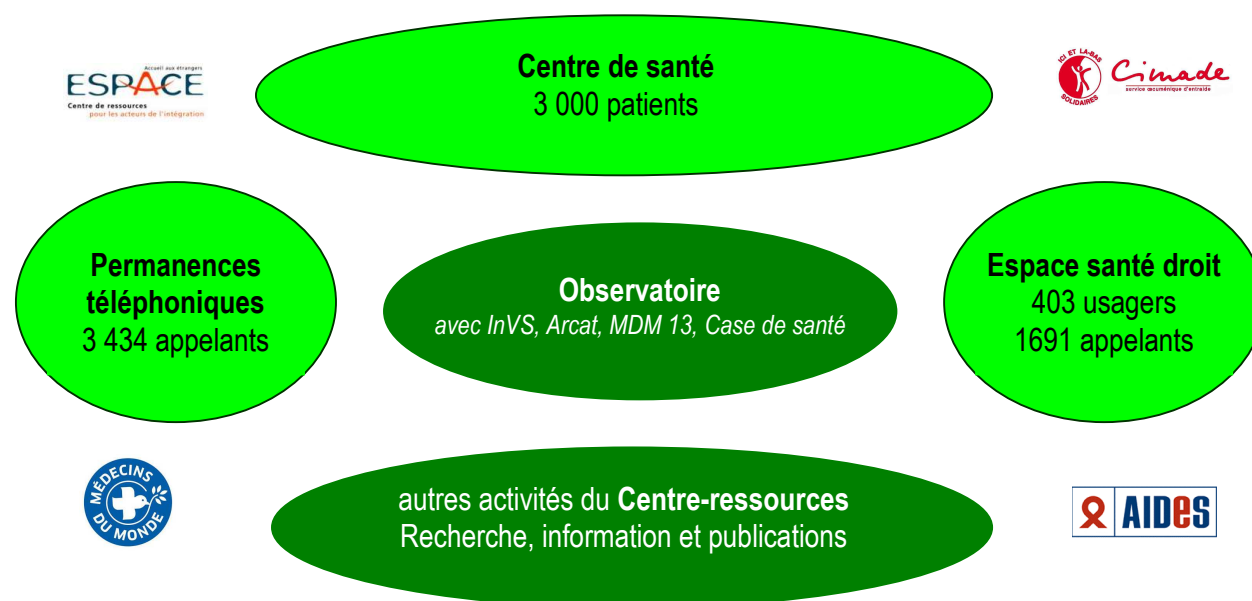 Accueil aux étrangers
ESPACE
Centre de ressources
pour les acteurs de l'intégration
Centre de santé
3 000 patients
ICI ET LA-BAS
SOLIDAIRES
Cimade
service œcuménique d'entraide
Permanences
téléphoniques
3 434 appelants
Observatoire
avec InVS, Arcat, MDM 13, Case de santé
Espace santé droit
403 usagers
1691 appelants
MÉDECINS
DU MONDE
autres activités du Centre-ressources
Recherche, information et publications
AIDes